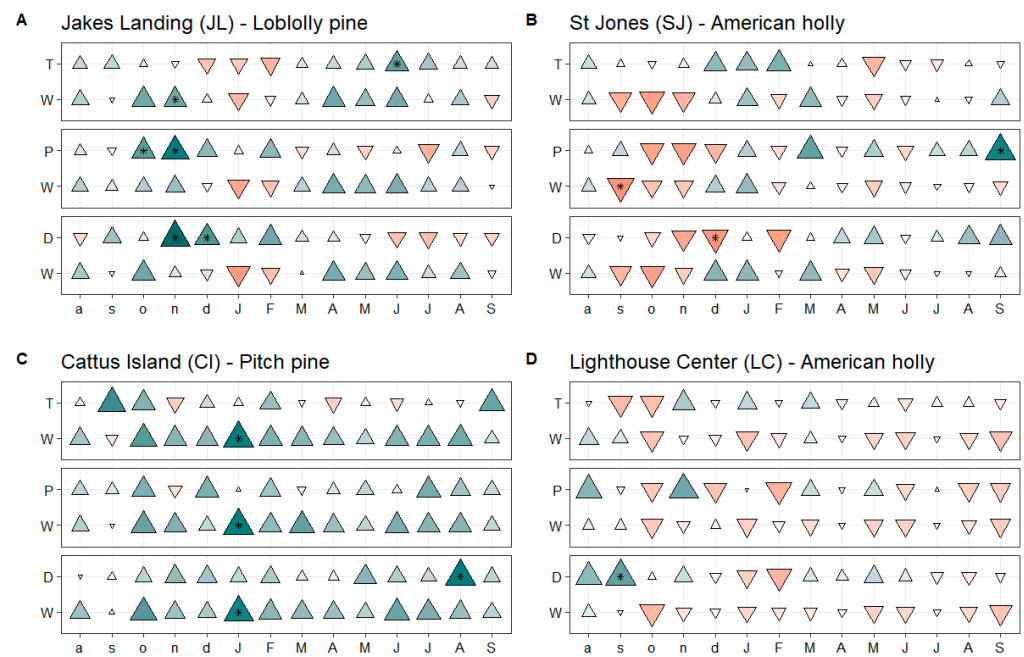 A Jakes Landing (JL) - Loblolly pine
T
W
P
W
D
W
a s o n d J F M A M J J A S
B St Jones (SJ) - American holly
T
W
P
W
D
W
a s o n d J F M A M J J A S
C Cattus Island (CI) - Pitch pine
T
W
P
W
D
W
a s o n d J F M A M J J A S
D Lighthouse Center (LC) - American holly
T
W
P
W
D
W
a s o n d J F M A M J J A S